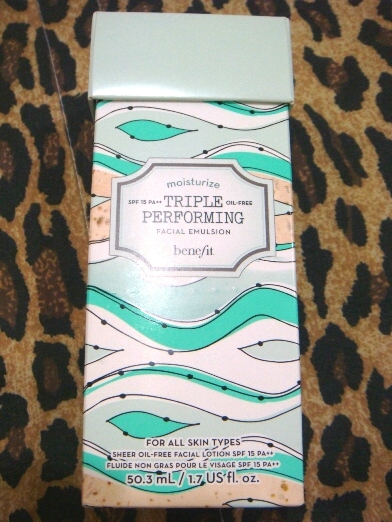 moisturize
SPF 15 PA++ TRIPLE OIL-FREE
PERFORMING
FACIAL EMULSION
benefit
FOR ALL SKIN TYPES
SHEER OIL-FREE FACIAL LOTION SPF 15 PA++
FLUIDE NON GRAS POUR LE VISAGE SPF 15 PA++
50.3 mL / 1.7 US fl. oz.